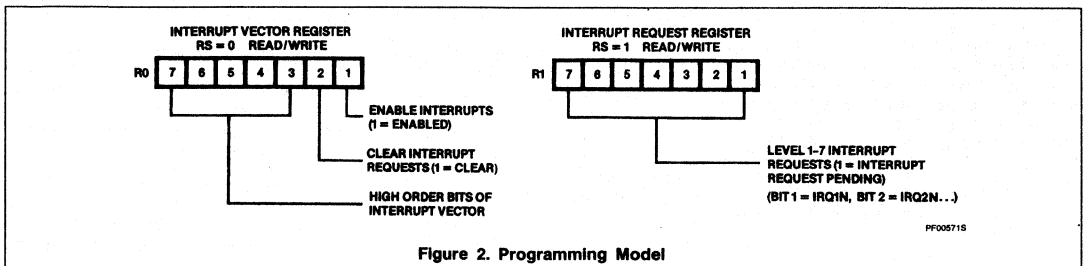 INTERRUPT VECTOR REGISTER
RS = 0 READ/WRITE
R0 7 6 5 4 3 2 1
ENABLE INTERRUPTS
(1 = ENABLED)
CLEAR INTERRUPT
REQUESTS (1 = CLEAR)
HIGH ORDER BITS OF
INTERRUPT VECTOR
INTERRUPT REQUEST REGISTER
RS = 1 READ/WRITE
R1 7 6 5 4 3 2 1
LEVEL 1-7 INTERRUPT
REQUESTS (1 = INTERRUPT
REQUEST PENDING)
(BIT 1 = IRQ1N, BIT 2 = IRQ2N...)
PF00571S
Figure 2. Programming Model